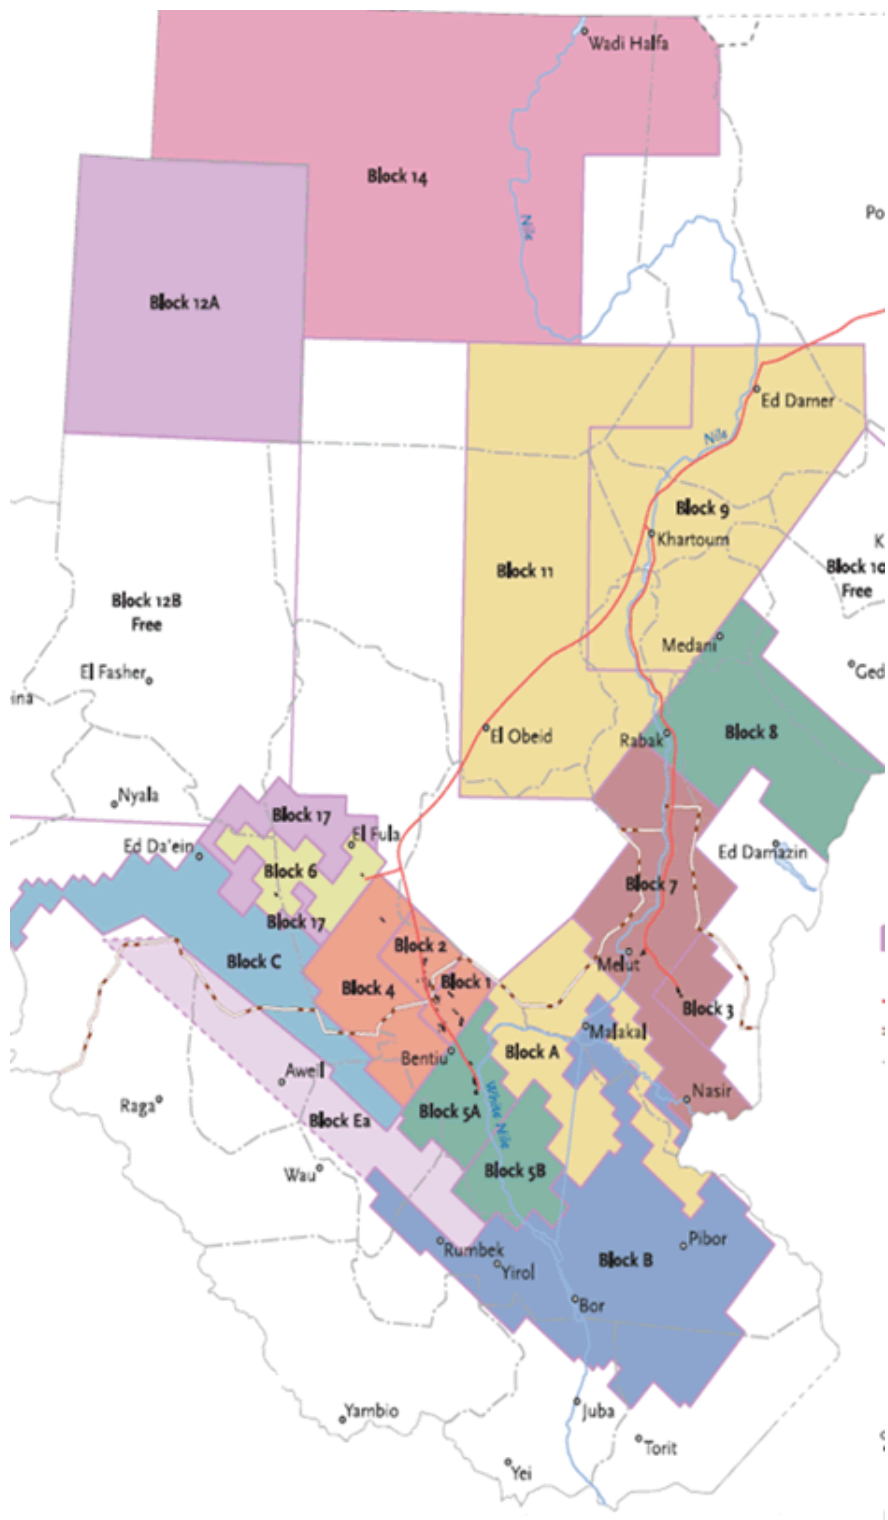 Wadi Halfa
Block 14
Po
Nile
Block 12A
Ed Damer
Nile
Block 9
Khartoum
K
Block 11
Block 10
Free
Block 12B
Free
Medani
El Fasher
Ged
ina
El Obeid
Rabak
Block 8
Nyala
Block 17
El Fula
Ed Da'ein
Ed Damazin
Block 6
Block 7
Block 17
Block 2
Block C
Melut
Block 1
Block 4
Block 3
Malakal
Block A
Bentiu
Awell
Nasir
Raga
White Nile
Block 5A
Block Ea
Block 5B
Wau
Pibor
Rumbek
Block B
Yirol
Bor
Yambio
Juba
Torit
Yei